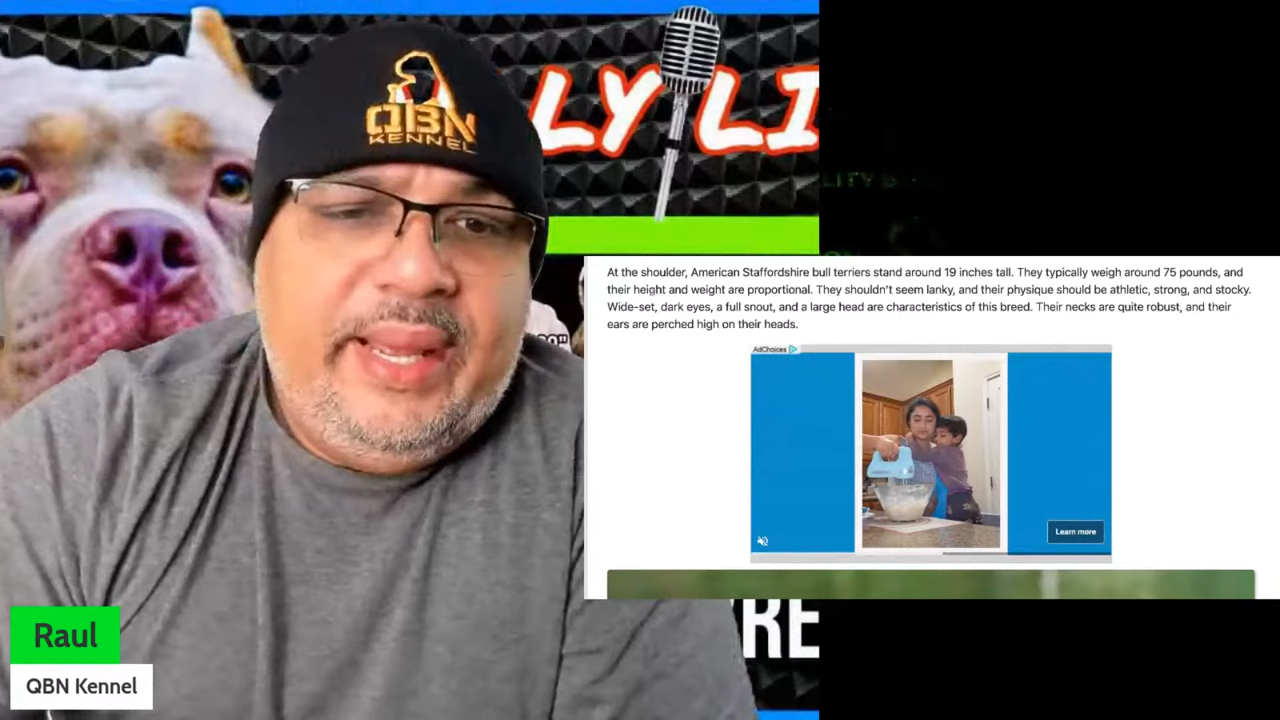 QBN
KENNEL
LY LI
LITY B
At the shoulder, American Staffordshire bull terriers stand around 19 inches tall. They typically weigh around 75 pounds, and
their height and weight are proportional. They shouldn't seem lanky, and their physique should be athletic, strong, and stocky.
Wide-set, dark eyes, a full snout, and a large head are characteristics of this breed. Their necks are quite robust, and their
ears are perched high on their heads.
AdChoices
Learn more
RE
Raul
QBN Kennel